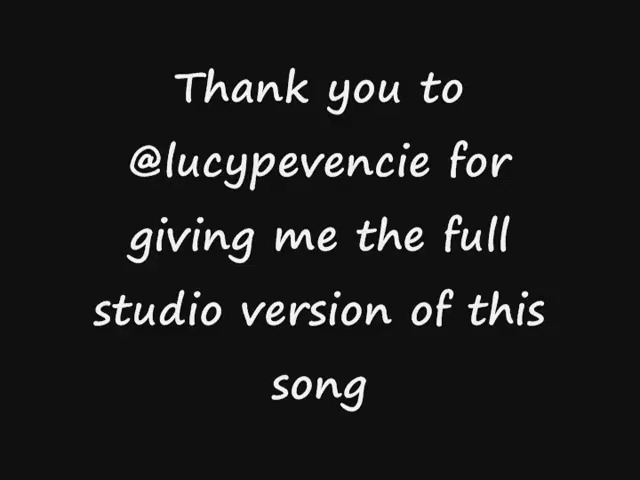 Thank you to
@lucypevencie for
giving me the full
studio version of this
song